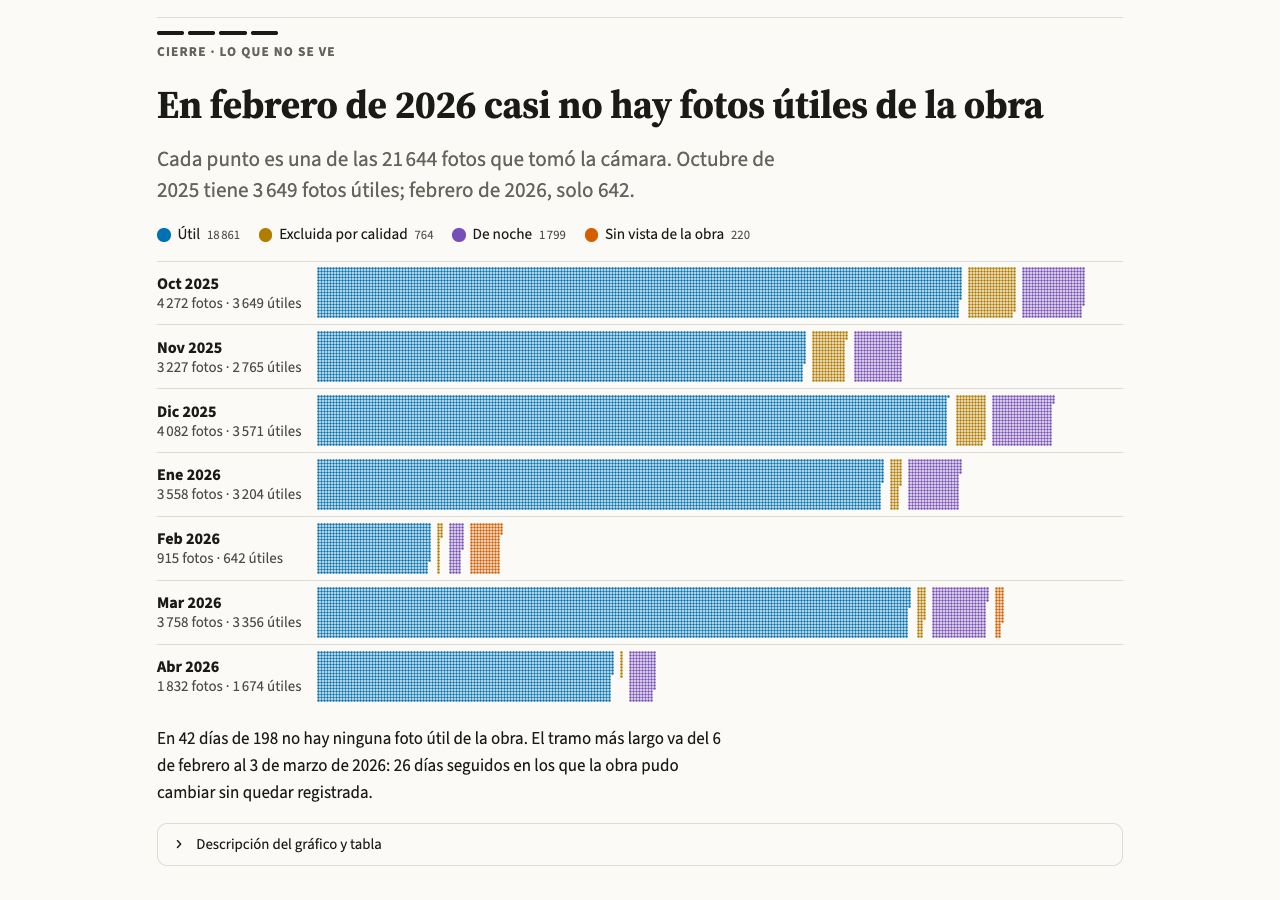 CIERRE · LO QUE NO SE VE
En febrero de 2026 casi no hay fotos útiles de la obra
Cada punto es una de las 21 644 fotos que tomó la cámara. Octubre de
2025 tiene 3 649 fotos útiles; febrero de 2026, solo 642.
Útil 18 861 Excluida por calidad 764 De noche 1 799 Sin vista de la obra 220
Oct 2025
4 272 fotos · 3 649 útiles
Nov 2025
3 227 fotos · 2 765 útiles
Dic 2025
4 082 fotos · 3 571 útiles
Ene 2026
3 558 fotos · 3 204 útiles
Feb 2026
915 fotos · 642 útiles
Mar 2026
3 758 fotos · 3 356 útiles
Abr 2026
1 832 fotos · 1 674 útiles
En 42 días de 198 no hay ninguna foto útil de la obra. El tramo más largo va del 6
de febrero al 3 de marzo de 2026: 26 días seguidos en los que la obra pudo
cambiar sin quedar registrada.
Descripción del gráfico y tabla